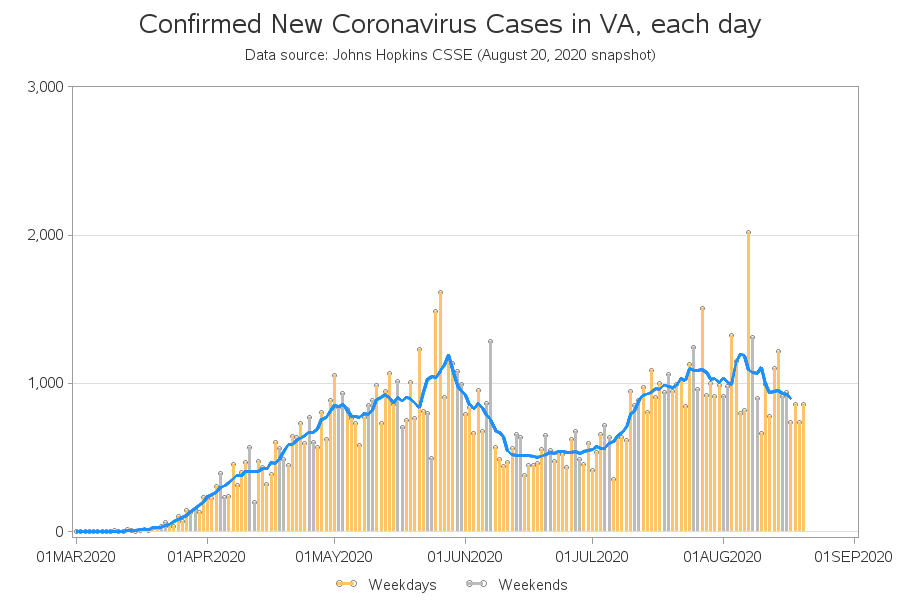 Confirmed New Coronavirus Cases in VA, each day
Data source: Johns Hopkins CSSE (August 20, 2020 snapshot)
3,000
2,000
1,000
0
01MAR2020 01APR2020 01MAY2020 01JUN2020 01JUL2020 01AUG2020 01SEP2020
Weekdays Weekends